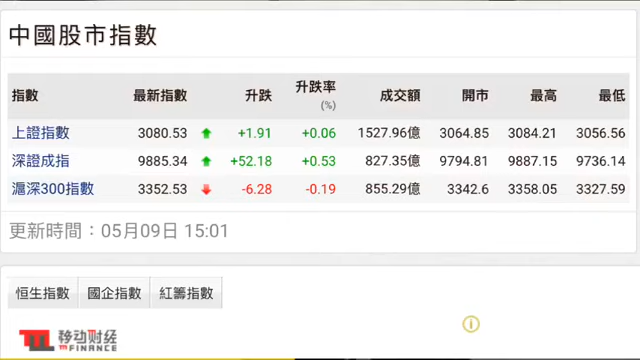 中國股市指數
指數 最新指數 升跌 升跌率 (%) 成交額 開市 最高 最低
上證指數 3080.53 +1.91 +0.06 1527.96億 3064.85 3084.21 3056.56
深證成指 9885.34 +52.18 +0.53 827.35億 9794.81 9887.15 9736.14
滬深300指數 3352.53 -6.28 -0.19 855.29億 3342.6 3358.05 3327.59
更新時間：05月09日 15:01
恒生指數 國企指數 紅籌指數
移动财经
FINANCE